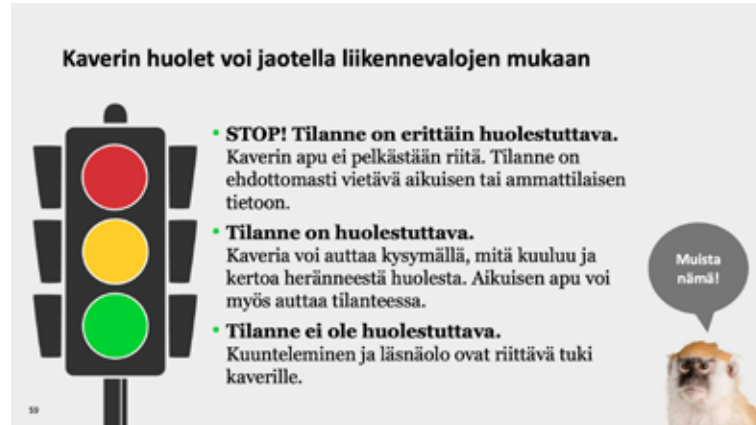 Kaverin huolet voi jaotella liikennevalojen mukaan
• STOP! Tilanne on erittäin huolestuttava.
Kaverin apu ei pelkästään riitä. Tilanne on
ehdottomasti vietävä aikuisen tai ammattilaisen
tietoon.
• Tilanne on huolestuttava.
Kaveria voi auttaa kysymällä, mitä kuuluu ja
kertoa heränneestä huolesta. Aikuisen apu voi
myös auttaa tilanteessa.
• Tilanne ei ole huolestuttava.
Kuunteleminen ja läsnäolo ovat riittävä tuki
kaverille.
Muista
nämä!
59